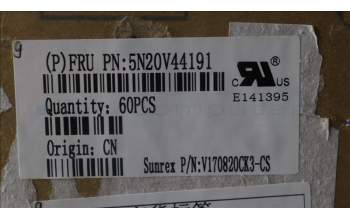 (P)FRU PN:5N20V44191
C US
E141395
Quantity: 60PCS
Origin: CN
Sunrex P/N:V170820CK3-CS